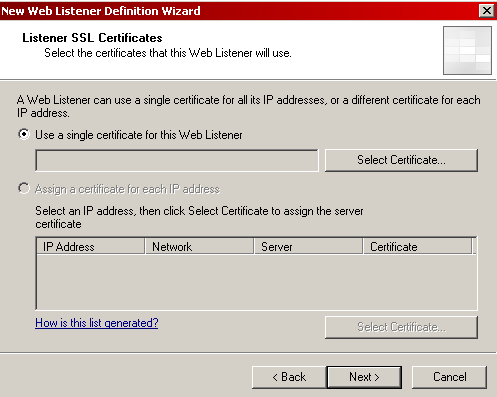 New Web Listener Definition Wizard
Listener SSL Certificates
Select the certificates that this Web Listener will use.
A Web Listener can use a single certificate for all its IP addresses, or a different certificate for each
IP address.
Use a single certificate for this Web Listener
Select Certificate...
Assign a certificate for each IP address
Select an IP address, then click Select Certificate to assign the server
certificate
IP Address Network Server Certificate
How is this list generated?
Select Certificate...
< Back Next > Cancel